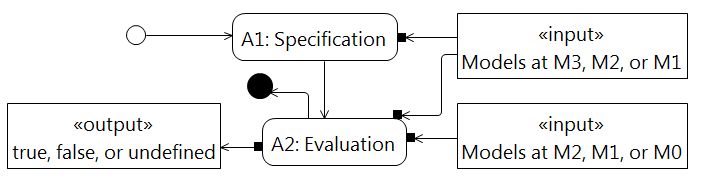 A1: Specification
«input»
Models at M3, M2, or M1
«output»
true, false, or undefined
A2: Evaluation
«input»
Models at M2, M1, or M0